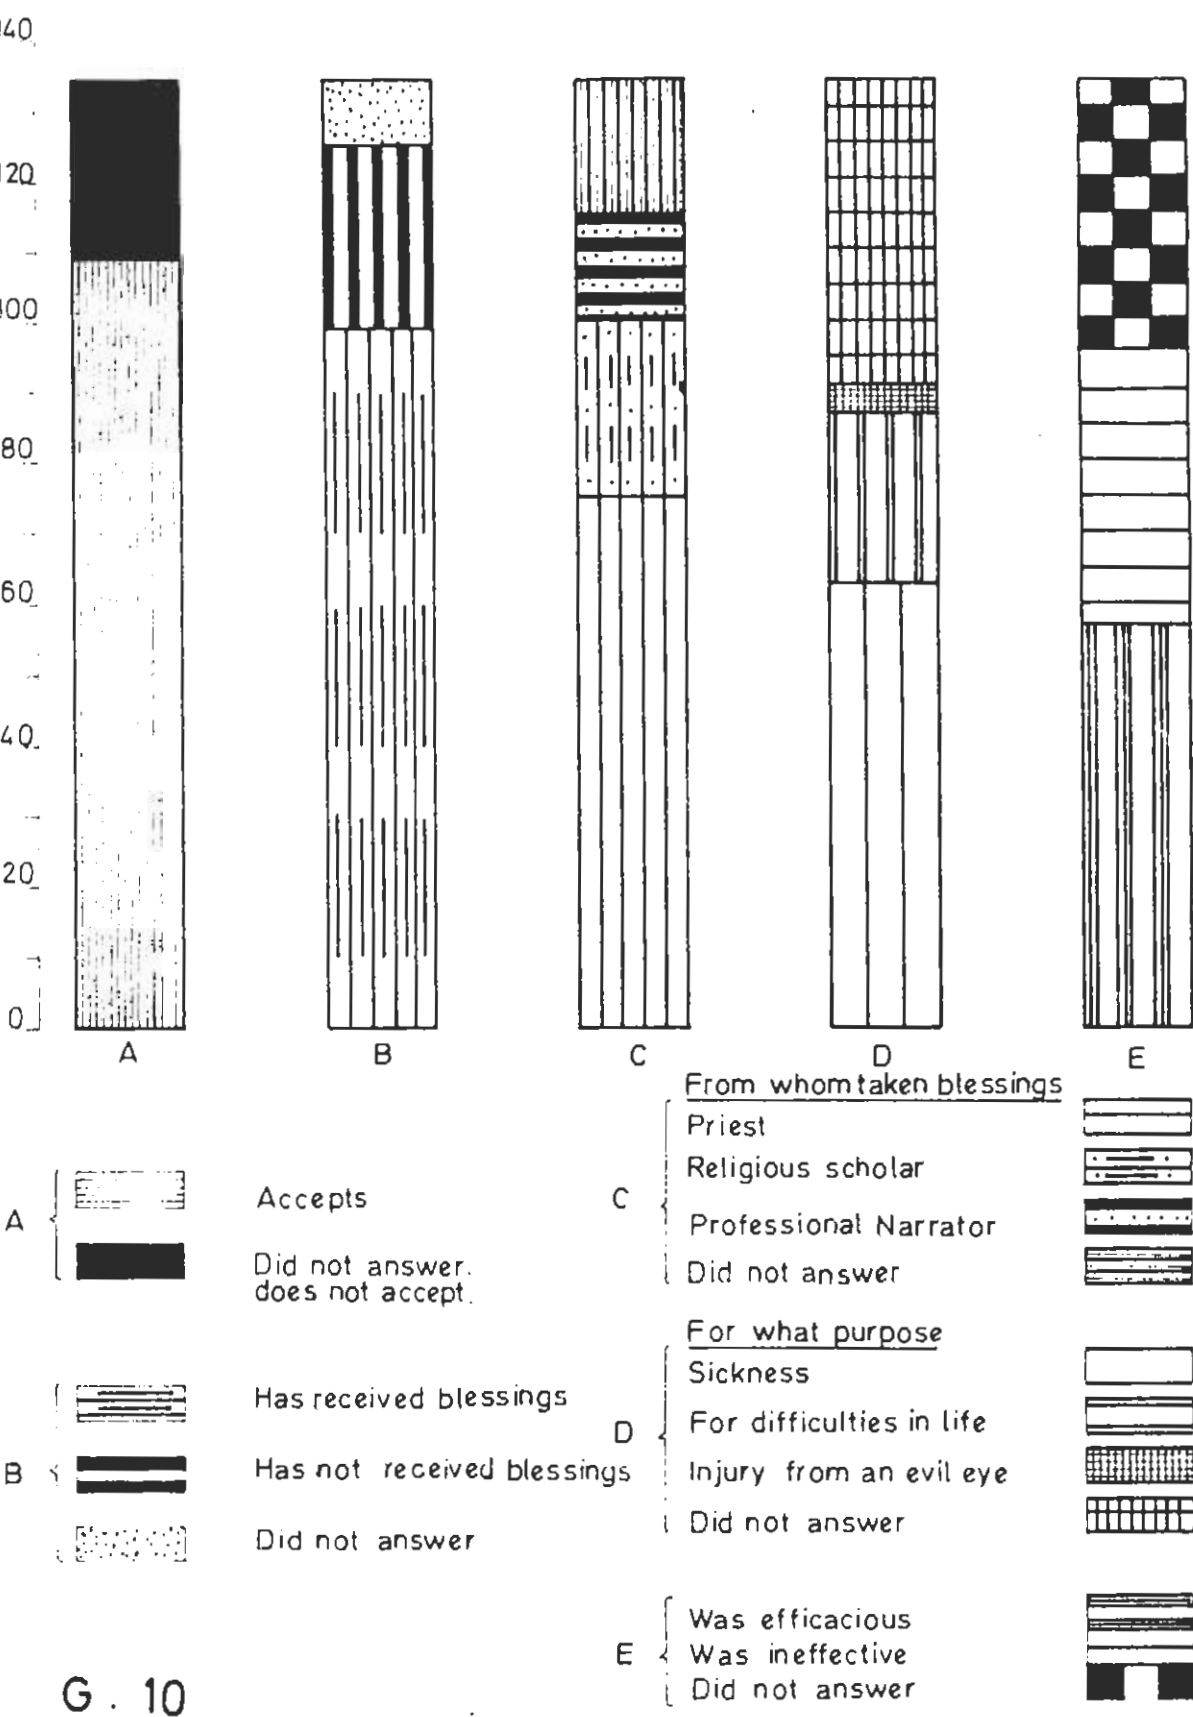 40
120
100
80
60
40
20
0
A
B
C
D
E
A
Accepts
Did not answer.
does not accept.
B
Has received blessings
Has not received blessings
Did not answer
From whom taken blessings
C
Priest
Religious scholar
Professional Narrator
Did not answer
For what purpose
D
Sickness
For difficulties in life
Injury from an evil eye
Did not answer
E
Was efficacious
Was ineffective
Did not answer
G. 10